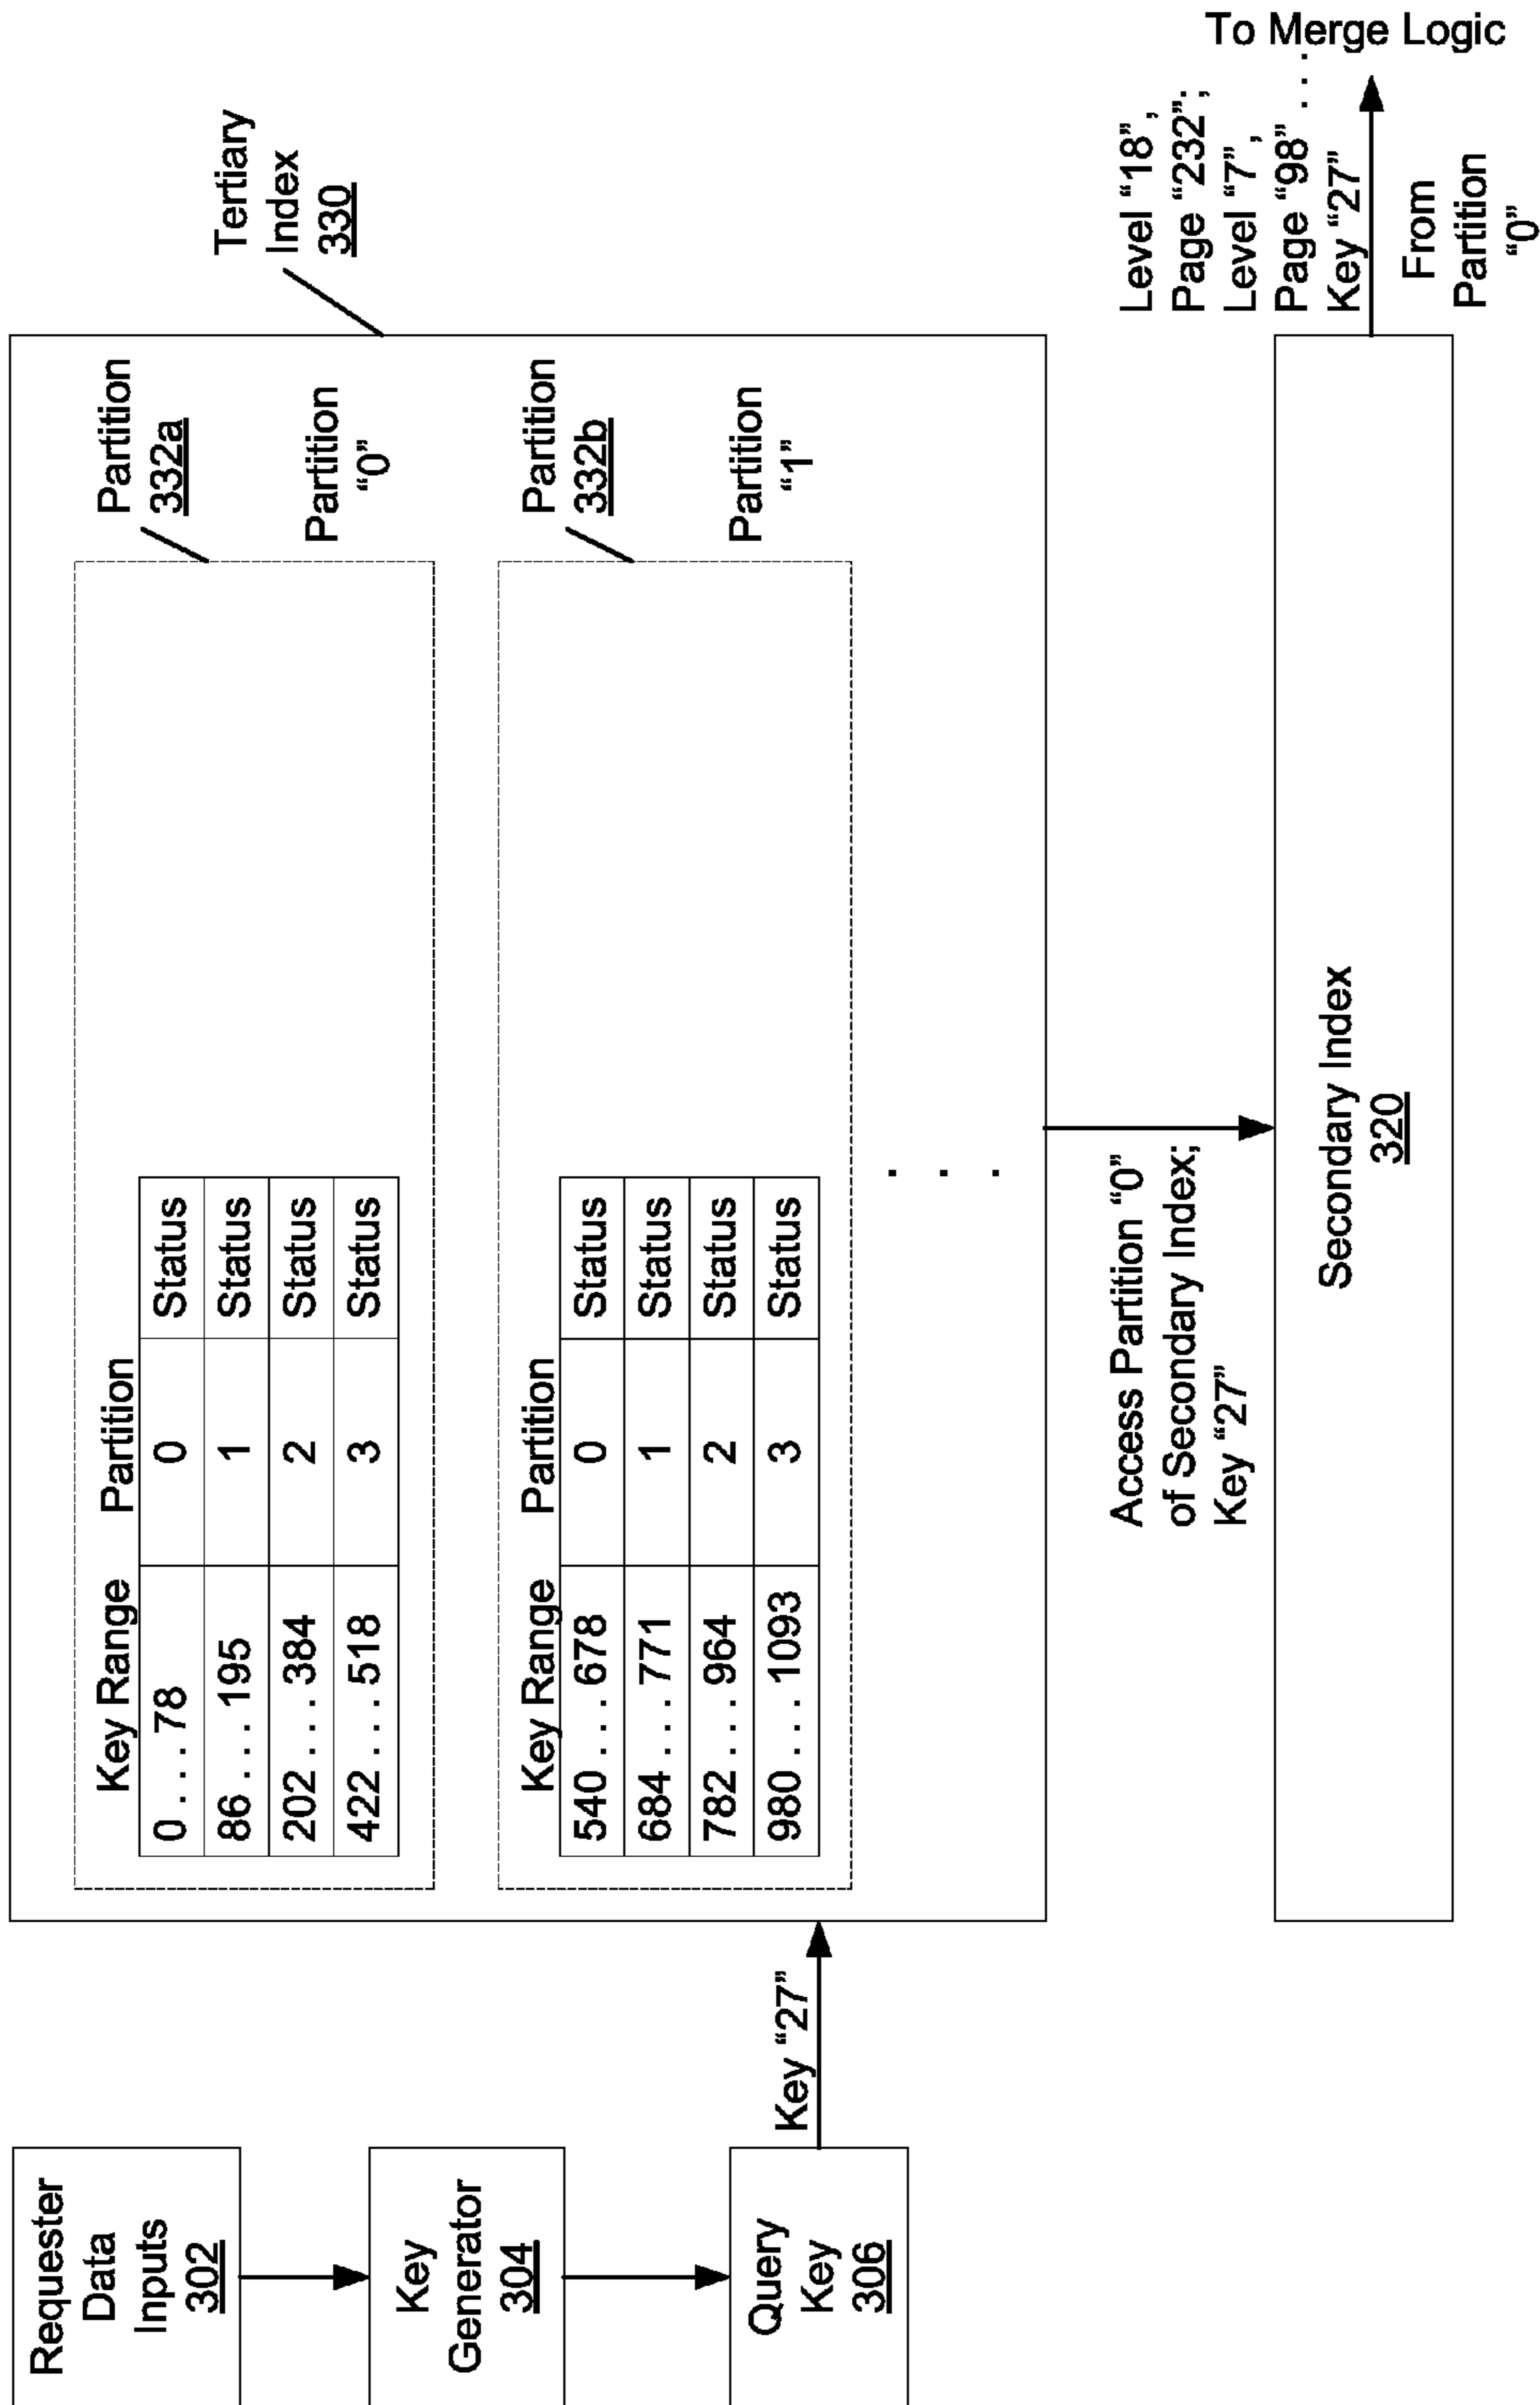 Requester
Data
Inputs
302
Key
Generator
304
Query
Key
306
Key “27”
Tertiary
Index
330
Key Range Partition
0 . . . 78 0 Status
86 . . . 195 1 Status
202 . . . 384 2 Status
422 . . . 518 3 Status
Partition
332a
Partition
“0”
Key Range Partition
540 . . . 678 0 Status
684 . . . 771 1 Status
782 . . . 964 2 Status
980 . . . 1093 3 Status
Partition
332b
Partition
“1”
. . .
Access Partition “0”
of Secondary Index;
Key “27”
Secondary Index
320
Level “18”,
Page “232”;
Level “7”,
Page “98” . . .
Key “27”
From
Partition
“0”
To Merge Logic